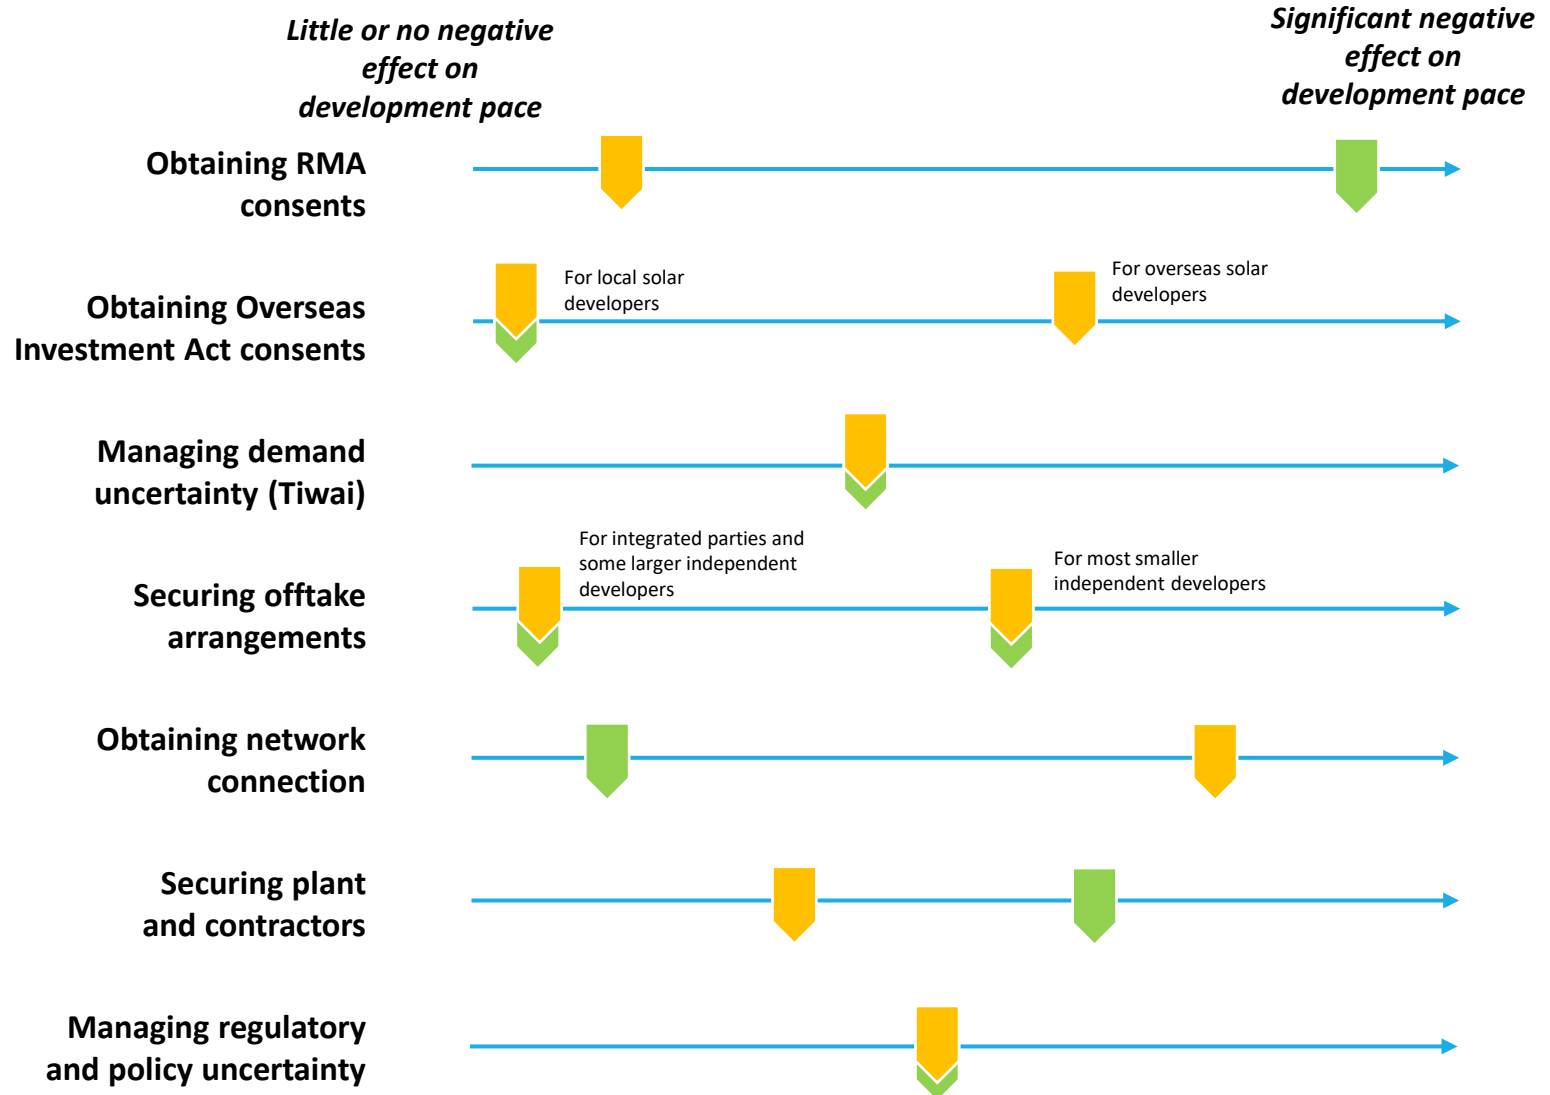 Little or no negative
effect on
development pace
Significant negative
effect on
development pace
Obtaining RMA
consents
Obtaining Overseas
Investment Act consents
For local solar
developers
For overseas solar
developers
Managing demand
uncertainty (Tiwai)
Securing offtake
arrangements
For integrated parties and
some larger independent
developers
For most smaller
independent developers
Obtaining network
connection
Securing plant
and contractors
Managing regulatory
and policy uncertainty